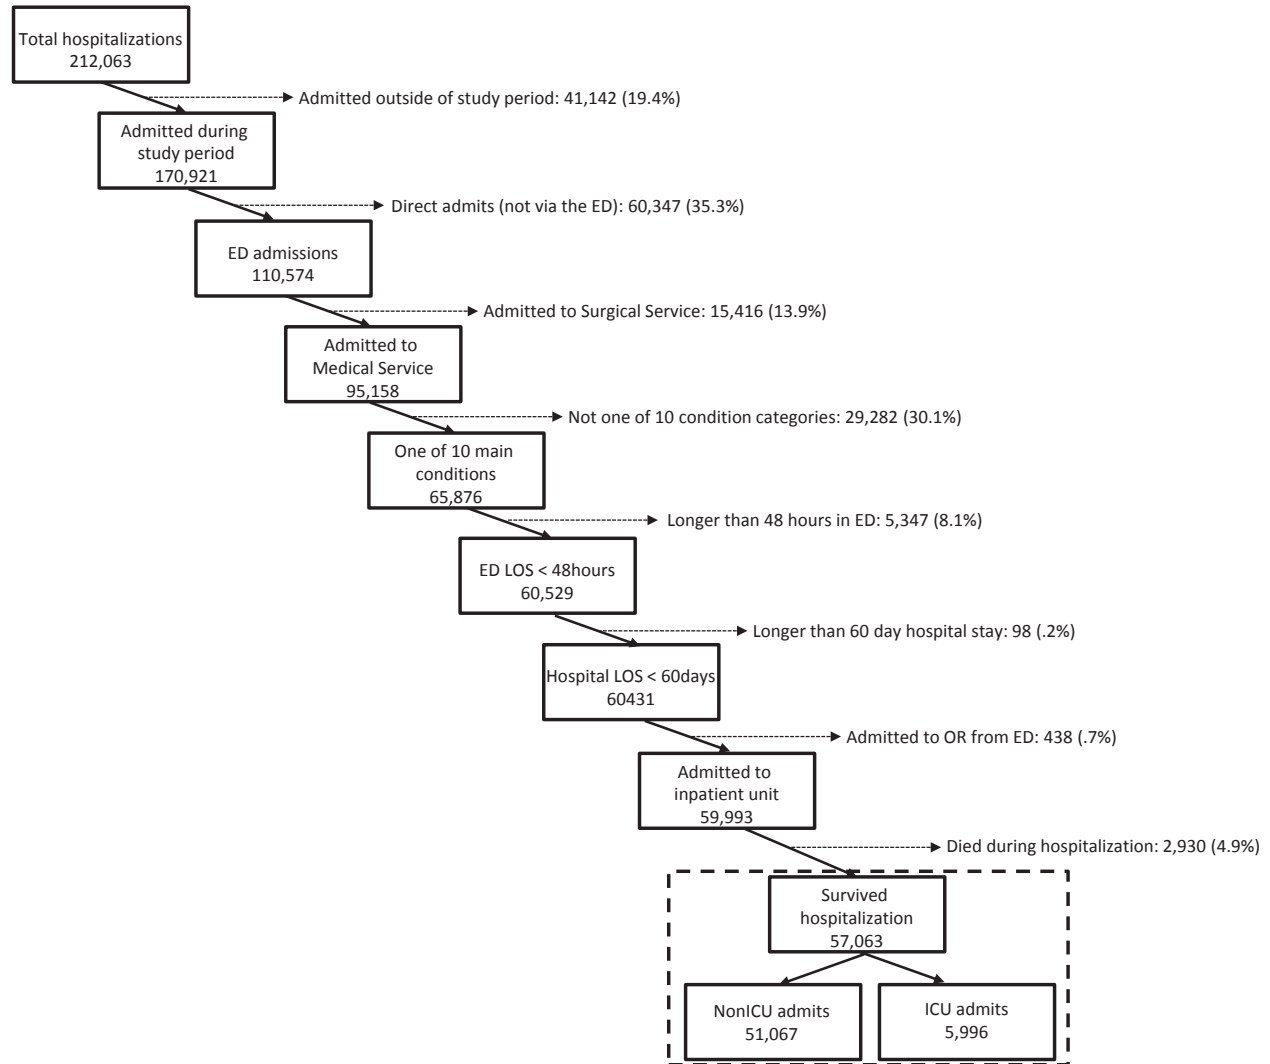 Total hospitalizations
212,063
Admitted outside of study period: 41,142 (19.4%)
Admitted during
study period
170,921
Direct admits (not via the ED): 60,347 (35.3%)
ED admissions
110,574
Admitted to Surgical Service: 15,416 (13.9%)
Admitted to
Medical Service
95,158
Not one of 10 condition categories: 29,282 (30.1%)
One of 10 main
conditions
65,876
Longer than 48 hours in ED: 5,347 (8.1%)
ED LOS < 48hours
60,529
Longer than 60 day hospital stay: 98 (.2%)
Hospital LOS < 60days
60431
Admitted to OR from ED: 438 (.7%)
Admitted to
inpatient unit
59,993
Died during hospitalization: 2,930 (4.9%)
Survived
hospitalization
57,063
NonICU admits
51,067
ICU admits
5,996